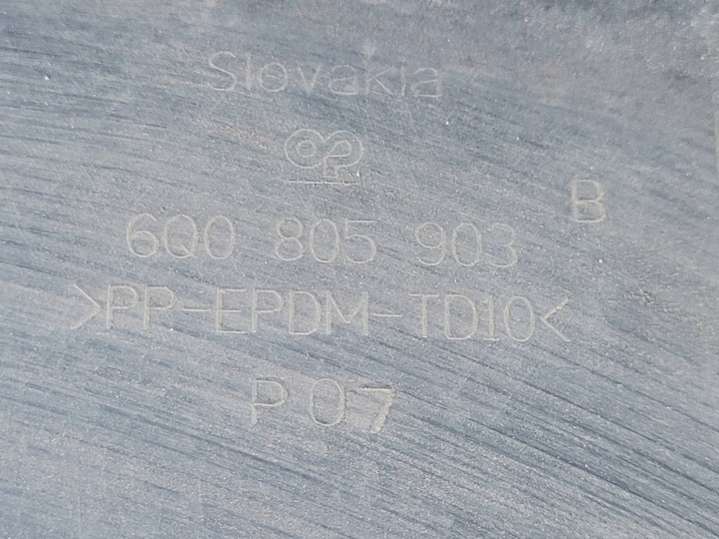 Slovakia
6Q0 805 903
B
>PP-EPDM-TD10<
P 07